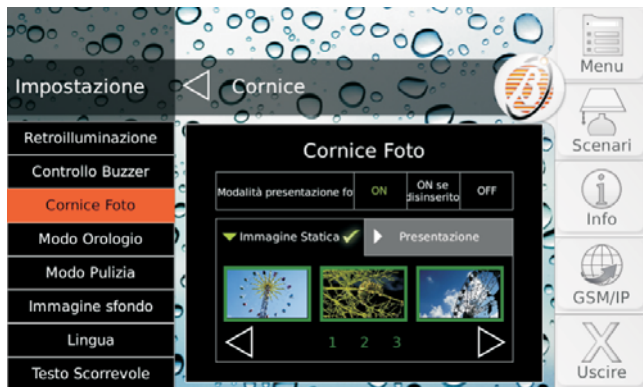 Impostazione
Cornice
Menu
Retroilluminazione
Controllo Buzzer
Cornice Foto
Modo Orologio
Modo Pulizia
Immagine sfondo
Lingua
Testo Scorrevole
Cornice Foto
Modalità presentazione fo
ON
ON se
disinserito
OFF
Immagine Statica
Presentazione
1 2 3
Scenari
Info
GSM/IP
Uscire